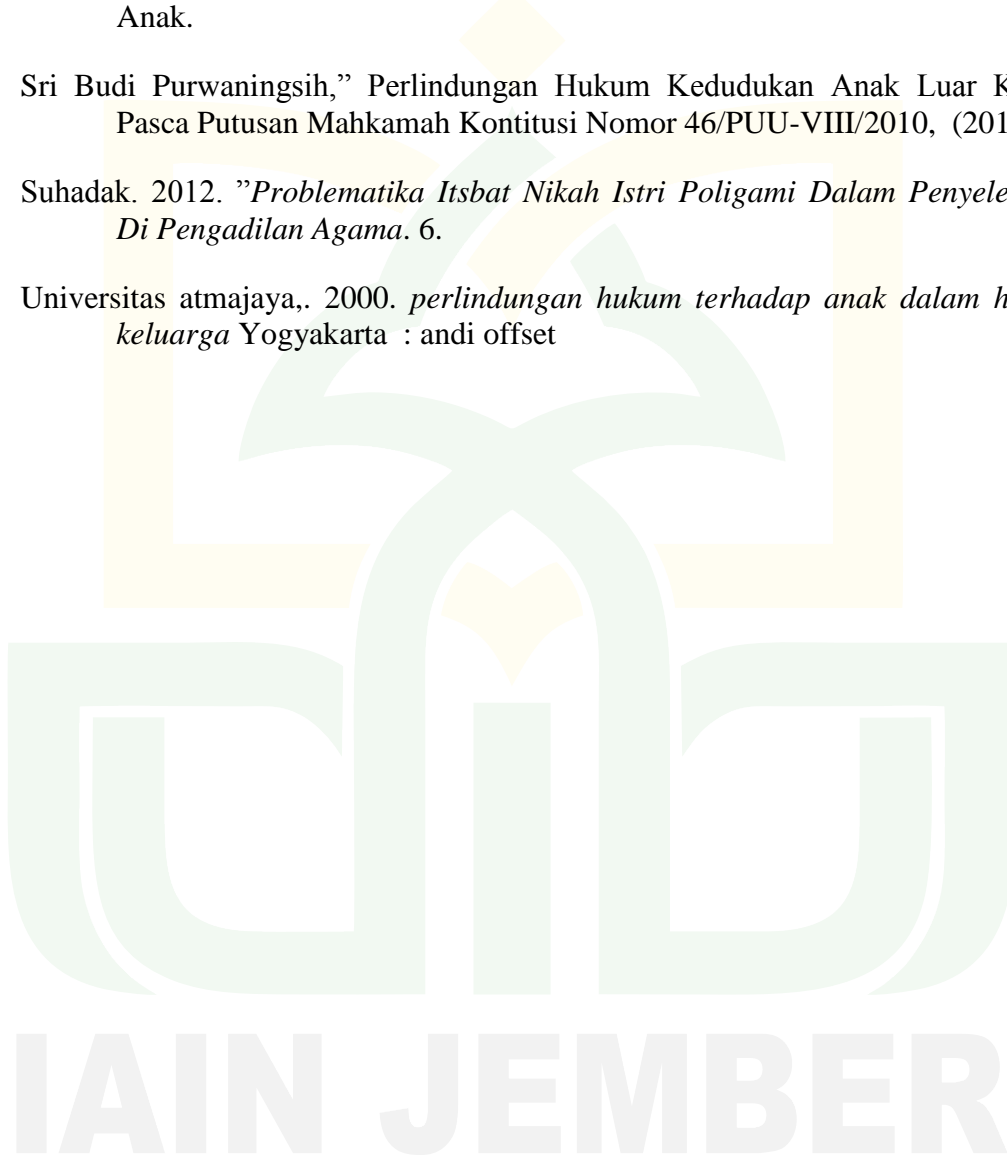 Anak.
Sri Budi Purwaningsih,” Perlindungan Hukum Kedudukan Anak Luar K
Pasca Putusan Mahkamah Kontitusi Nomor 46/PUU-VIII/2010, (201
Suhadak. 2012. ”Problematika Itsbat Nikah Istri Poligami Dalam Penyele
Di Pengadilan Agama. 6.
Universitas atmajaya,. 2000. perlindungan hukum terhadap anak dalam h
keluarga Yogyakarta : andi offset
IAIN JEMBER